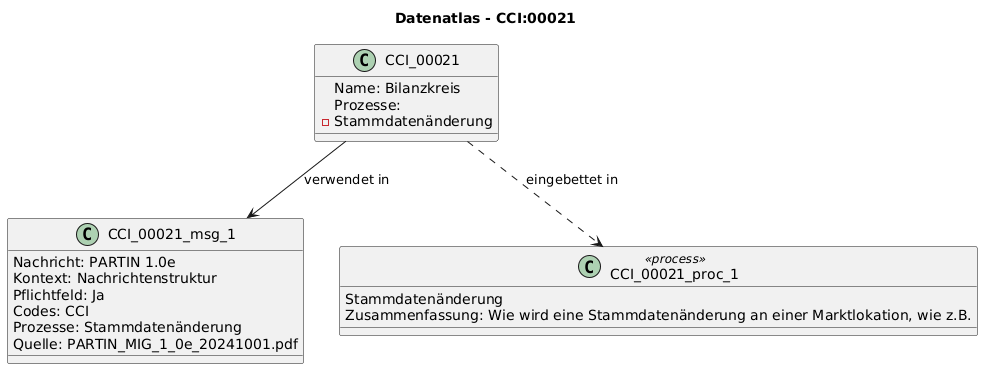 Datenatlas - CCI:00021
C CCI_00021
Name: Bilanzkreis
Prozesse:
Stammdatenänderung
verwendet in
eingebettet in
C CCI_00021_msg_1
Nachricht: PARTIN 1.0e
Kontext: Nachrichtenstruktur
Pflichtfeld: Ja
Codes: CCI
Prozesse: Stammdatenänderung
Quelle: PARTIN_MIG_1_0e_20241001.pdf
«process»
C CCI_00021_proc_1
Stammdatenänderung
Zusammenfassung: Wie wird eine Stammdatenänderung an einer Marktlokation, wie z.B.